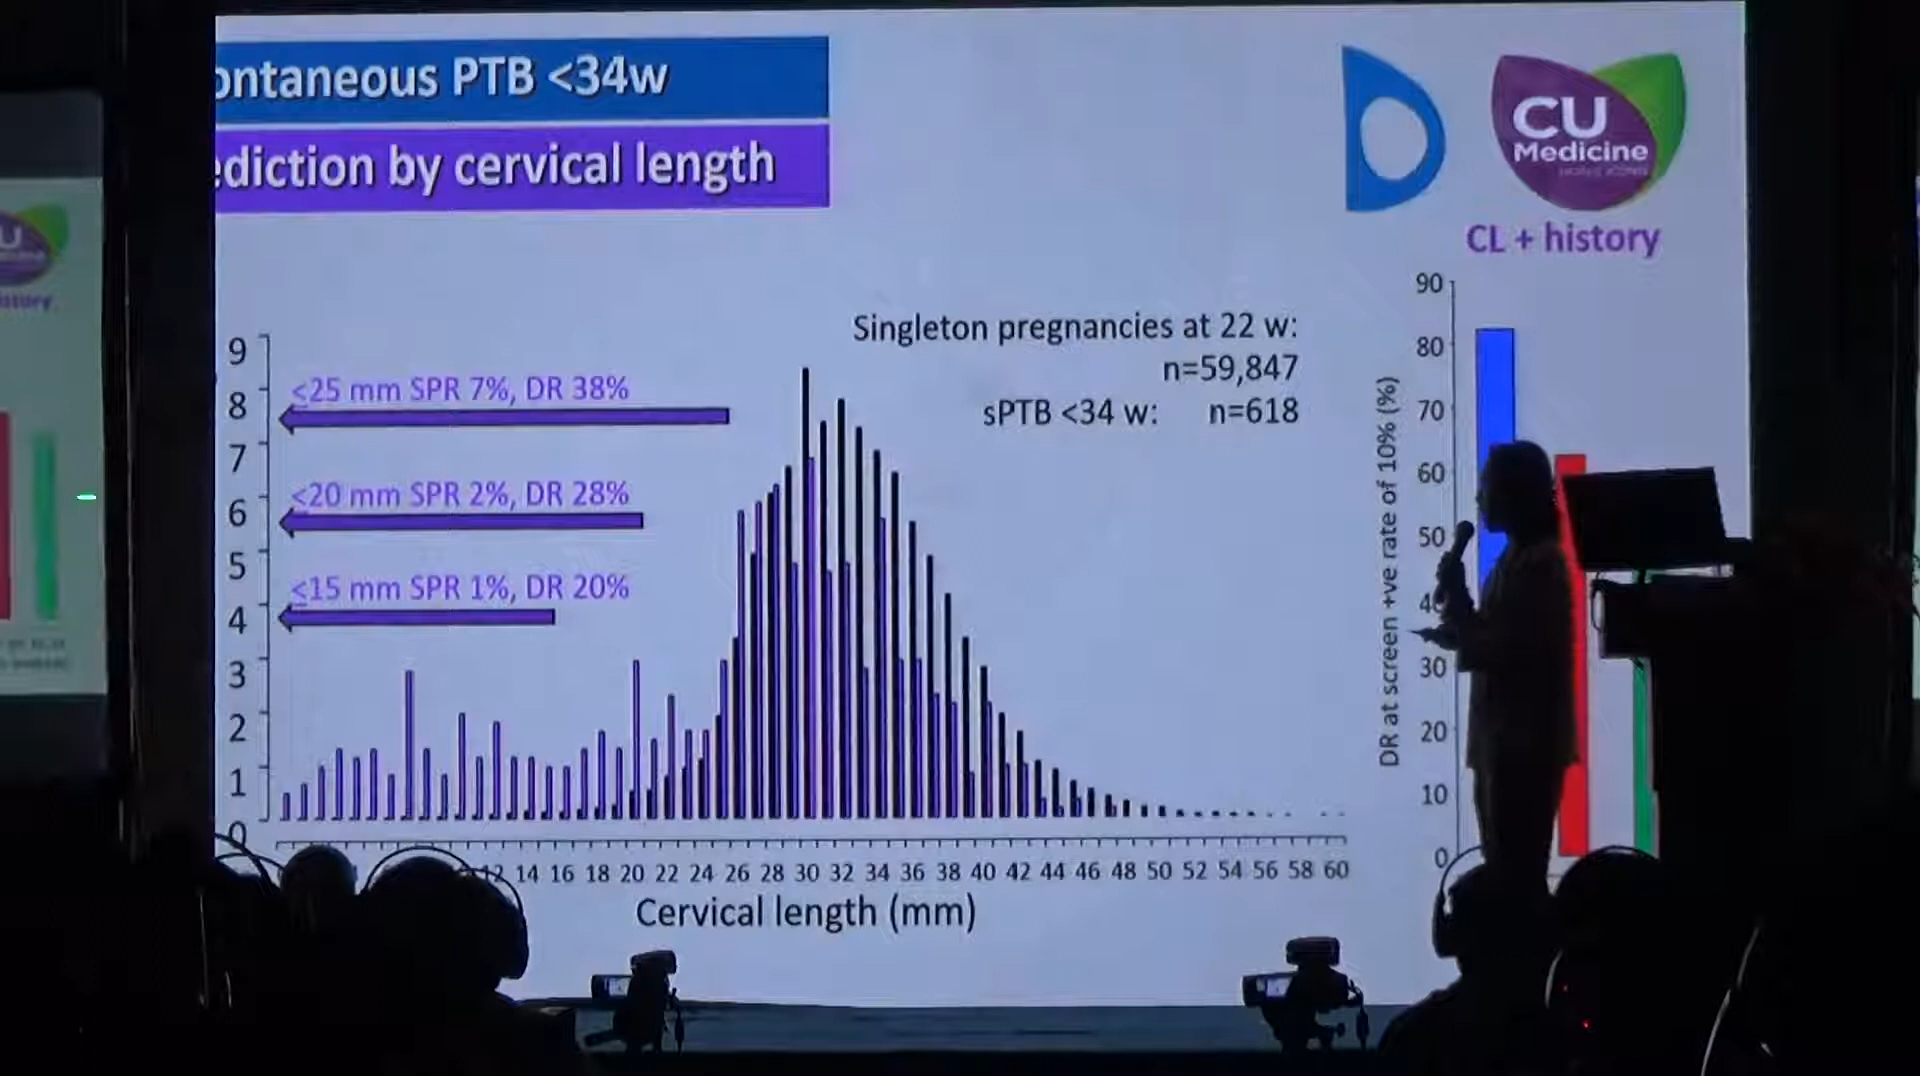 ontaneous PTB <34w
ediction by cervical length
CU
Medicine
CL + history
Singleton pregnancies at 22 w:
n=59,847
sPTB <34 w: n=618
≤25 mm SPR 7%, DR 38%
≤20 mm SPR 2%, DR 28%
≤15 mm SPR 1%, DR 20%
9
8
7
6
5
4
3
2
1
0
12 14 16 18 20 22 24 26 28 30 32 34 36 38 40 42 44 46 48 50 52 54 56 58 60
Cervical length (mm)
DR at screen +ve rate of 10% (%)
90
80
70
60
50
40
30
20
10
0